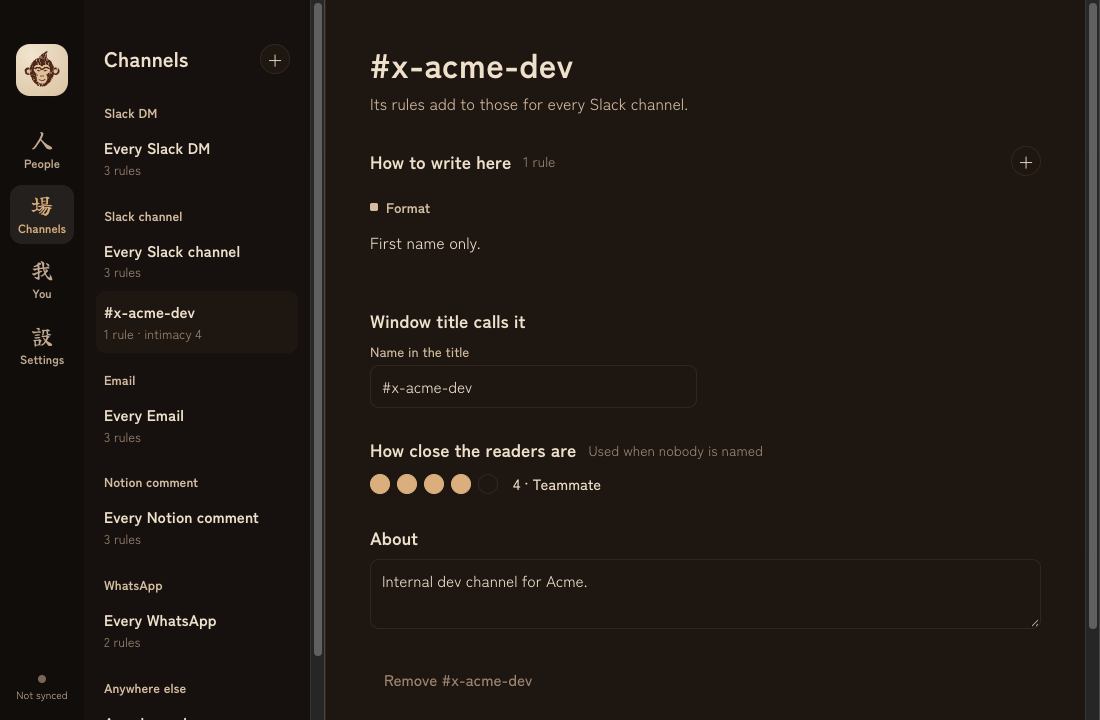 人
People
場
Channels
我
You
設
Settings
Not synced
Channels
Slack DM
Every Slack DM
3 rules
Slack channel
Every Slack channel
3 rules
#x-acme-dev
1 rule · intimacy 4
Email
Every Email
3 rules
Notion comment
Every Notion comment
3 rules
WhatsApp
Every WhatsApp
2 rules
Anywhere else
#x-acme-dev
Its rules add to those for every Slack channel.
How to write here 1 rule
Format
First name only.
Window title calls it
Name in the title
#x-acme-dev
How close the readers are Used when nobody is named
4 · Teammate
About
Internal dev channel for Acme.
Remove #x-acme-dev